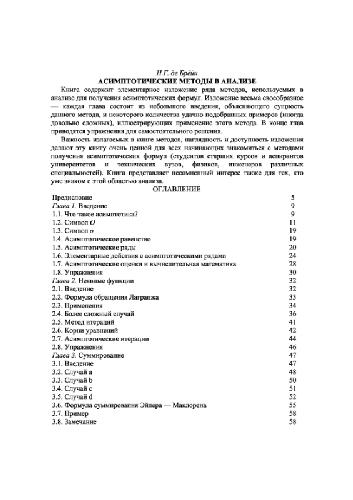 Н.Г. де Брёйн
АСИМПТОТИЧЕСКИЕ МЕТОДЫ В АНАЛИЗЕ
Книга содержит элементарное изложение ряда методов, используемых в
анализе для получения асимптотических формул. Изложение весьма своеобразное
— каждая глава состоит из небольшого введения, объясняющего сущность
данного метода, и некоторого количества удачно подобранных примеров (иногда
довольно сложных), иллюстрирующих применение этого метода. В конце глав
приводятся упражнения для самостоятельного решения.
Важность излагаемых в книге методов, наглядность и доступность изложения
делают эту книгу очень ценной для всех начинающих знакомиться с методами
получения асимптотических формул (студентов старших курсов и аспирантов
университетов и технических вузов, физиков, инженеров различных
специальностей). Книга представляет несомненный интерес также для тех, кто
уже знаком с этой областью анализа.
ОГЛАВЛЕНИЕ
Предисловие 5
Глава 1. Введение 9
1.1. Что такое асимптотика? 9
1.2. Символ O 11
1.3. Символ o 19
1.4. Асимптотическое равенство 19
1.5. Асимптотические ряды 20
1.6. Элементарные действия с асимптотическими рядами 24
1.7. Асимптотические оценки и вычислительная математика 28
1.8. Упражнения 30
Глава 2. Неявные функции 32
2.1. Введение 32
2.2. Формула обращения Лагранжа 33
2.3. Применения 34
2.4. Более сложный случай 36
2.5. Метод итераций 41
2.6. Корни уравнений 42
2.7. Асимптотические итерации 44
2.8. Упражнения 46
Глава 3. Суммирование 47
3.1. Введение 47
3.2. Случай a 48
3.3. Случай b 50
3.4. Случай c 51
3.5. Случай d 52
3.6. Формула суммирования Эйлера — Маклорена 55
3.7. Пример 58
3.8. Замечание 58